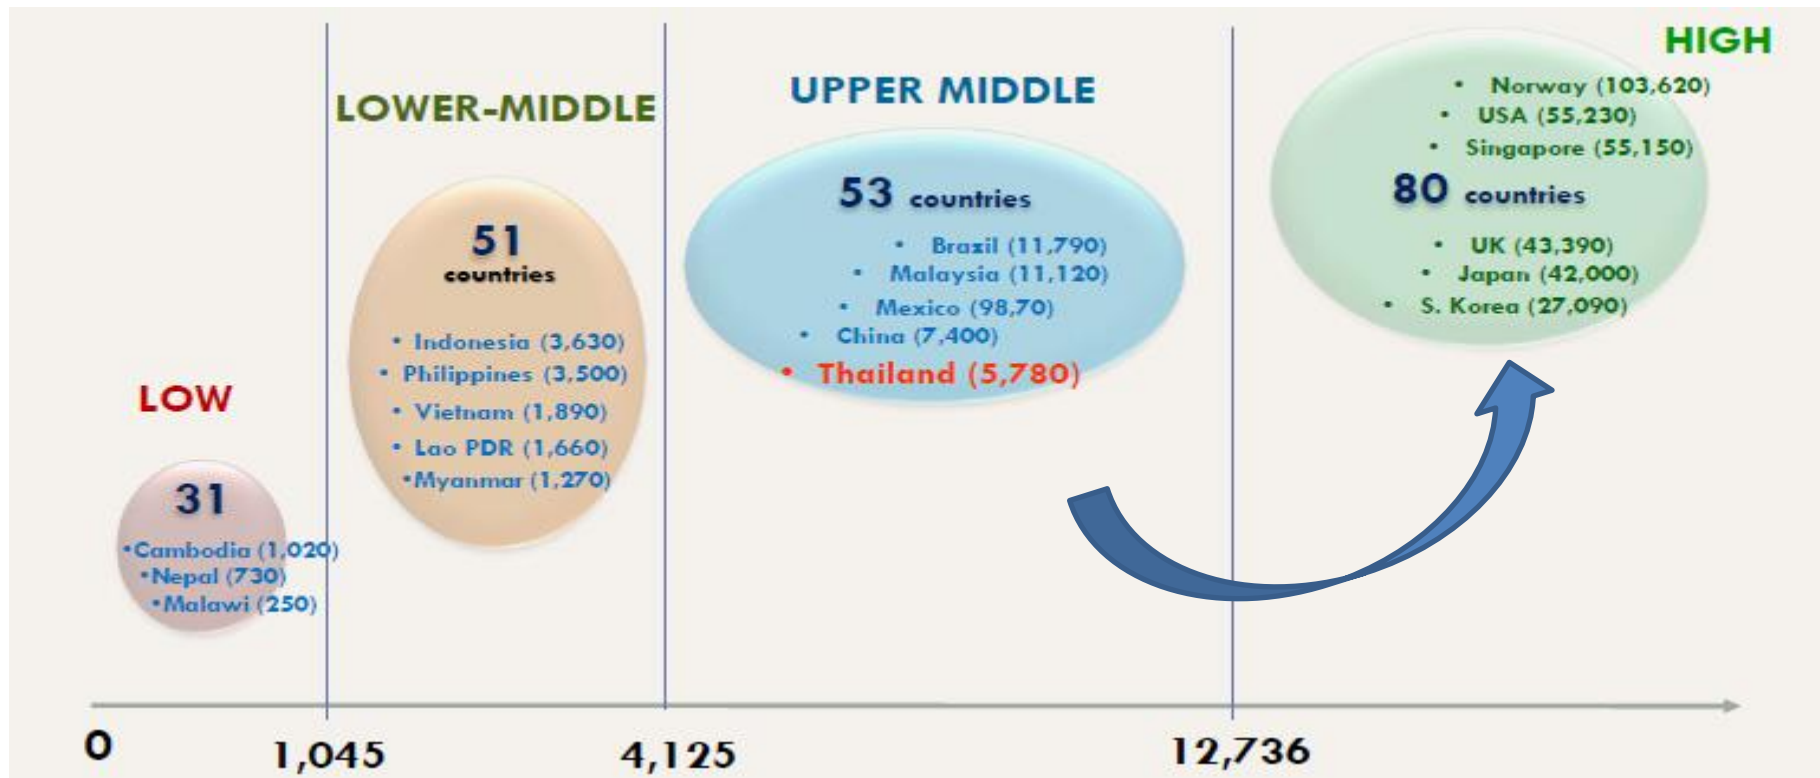 LOW
31
•Cambodia (1,020)
•Nepal (730)
•Malawi (250)
LOWER-MIDDLE
51
countries
• Indonesia (3,630)
• Philippines (3,500)
• Vietnam (1,890)
• Lao PDR (1,660)
•Myanmar (1,270)
UPPER MIDDLE
53 countries
• Brazil (11,790)
• Malaysia (11,120)
• Mexico (98,70)
• China (7,400)
• Thailand (5,780)
HIGH
• Norway (103,620)
• USA (55,230)
• Singapore (55,150)
80 countries
• UK (43,390)
• Japan (42,000)
• S. Korea (27,090)
0
1,045
4,125
12,736